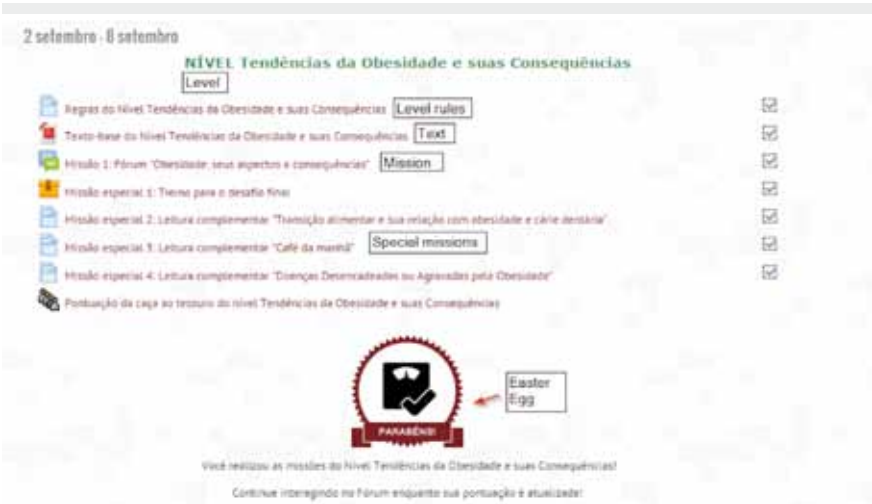 2 setembro - 8 setembro
NÍVEL Tendências da Obesidade e suas Consequências
Level
Regras do Nível Tendências da Obesidade e suas Consequências Level rules
Texto-base do Nível Tendências da Obesidade e suas Consequências Text
Missão 1: Fórum "Obesidade, seus aspectos e consequências" Mission
Missão especial 1: Treino para o desafio final
Missão especial 2: Leitura complementar "Transição alimentar e sua relação com obesidade e cárie dentária"
Missão especial 3: Leitura complementar "Café da manhã" Special missions
Missão especial 4: Leitura complementar "Doenças Desencadeadas ou Agravadas pela Obesidade"
Pontuação da caça ao tesouro do nível Tendências da Obesidade e suas Consequências
Easter
Egg
PARABÉNS!
Você realizou as missões do Nível Tendências da Obesidade e suas Consequências!
Continue interagindo no Fórum enquanto sua pontuação é atualizada!